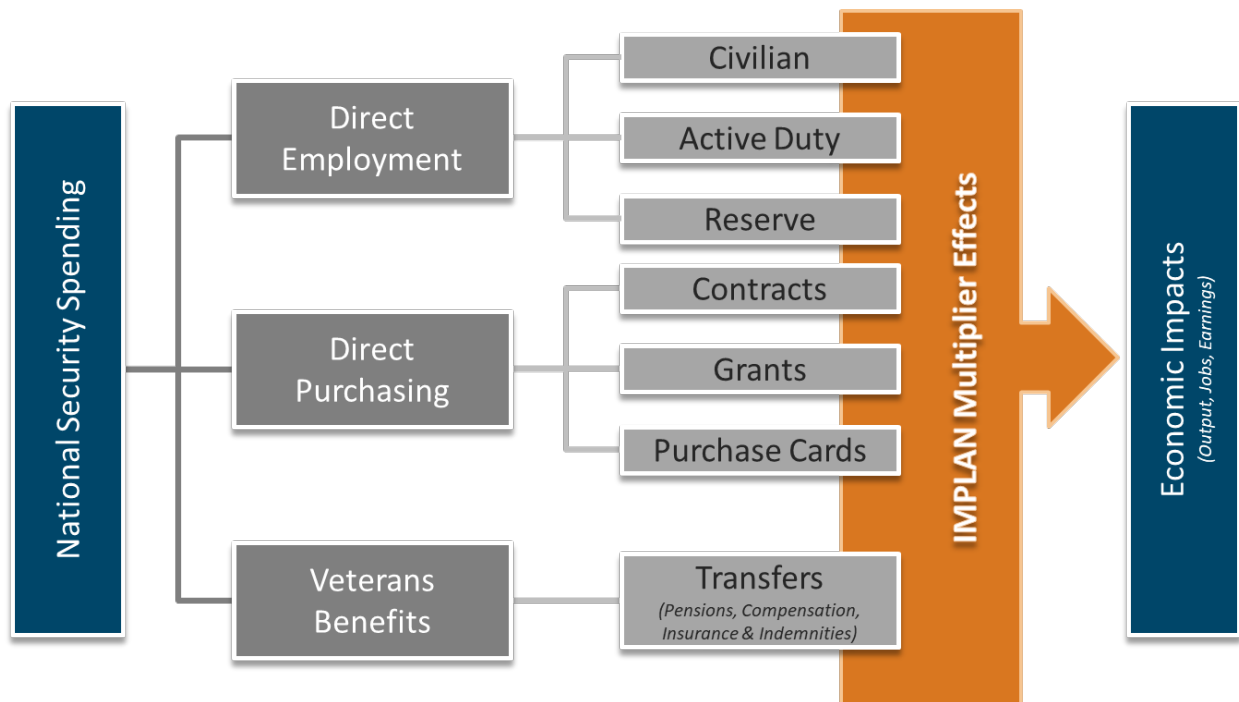 National Security Spending
Direct
Employment
Civilian
Active Duty
Reserve
Direct
Purchasing
Contracts
Grants
Purchase Cards
Veterans
Benefits
Transfers
(Pensions, Compensation,
Insurance & Indemnities)
IMPLAN Multiplier Effects
Economic Impacts
(Output, Jobs, Earnings)